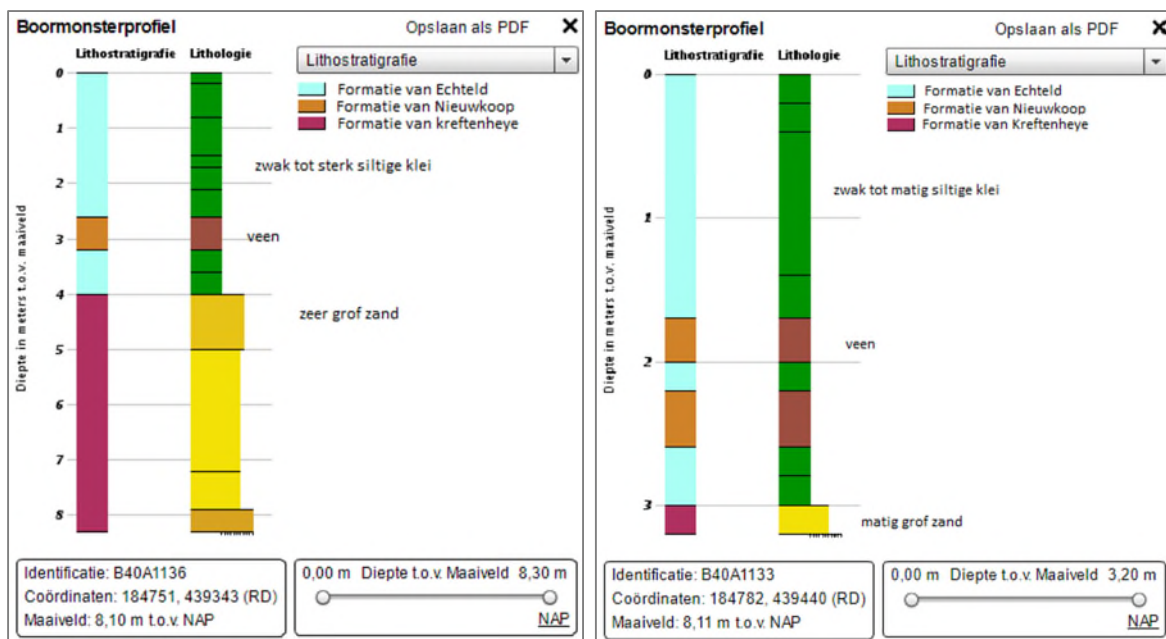 Boormonsterprofiel Opslaan als PDF X
Lithostratigrafie Lithologie
Lithostratigrafie
Formatie van Echteld
Formatie van Nieuwkoop
Formatie van kreftenheye
Diepte in meters t.o.v. maaiveld
0
1
2
3
4
5
6
7
8
zwak tot sterk siltige klei
veen
zeer grof zand
Identificatie: B40A1136
Coördinaten: 184751, 439343 (RD)
Maaiveld: 8,10 m t.o.v. NAP
0,00 m Diepte t.o.v. Maaiveld 8,30 m
NAP
Boormonsterprofiel Opslaan als PDF X
Lithostratigrafie Lithologie
Lithostratigrafie
Formatie van Echteld
Formatie van Nieuwkoop
Formatie van Kreftenheye
Diepte in meters t.o.v. maaiveld
0
1
2
3
zwak tot matig siltige klei
veen
matig grof zand
Identificatie: B40A1133
Coördinaten: 184782, 439440 (RD)
Maaiveld: 8,11 m t.o.v. NAP
0,00 m Diepte t.o.v. Maaiveld 3,20 m
NAP